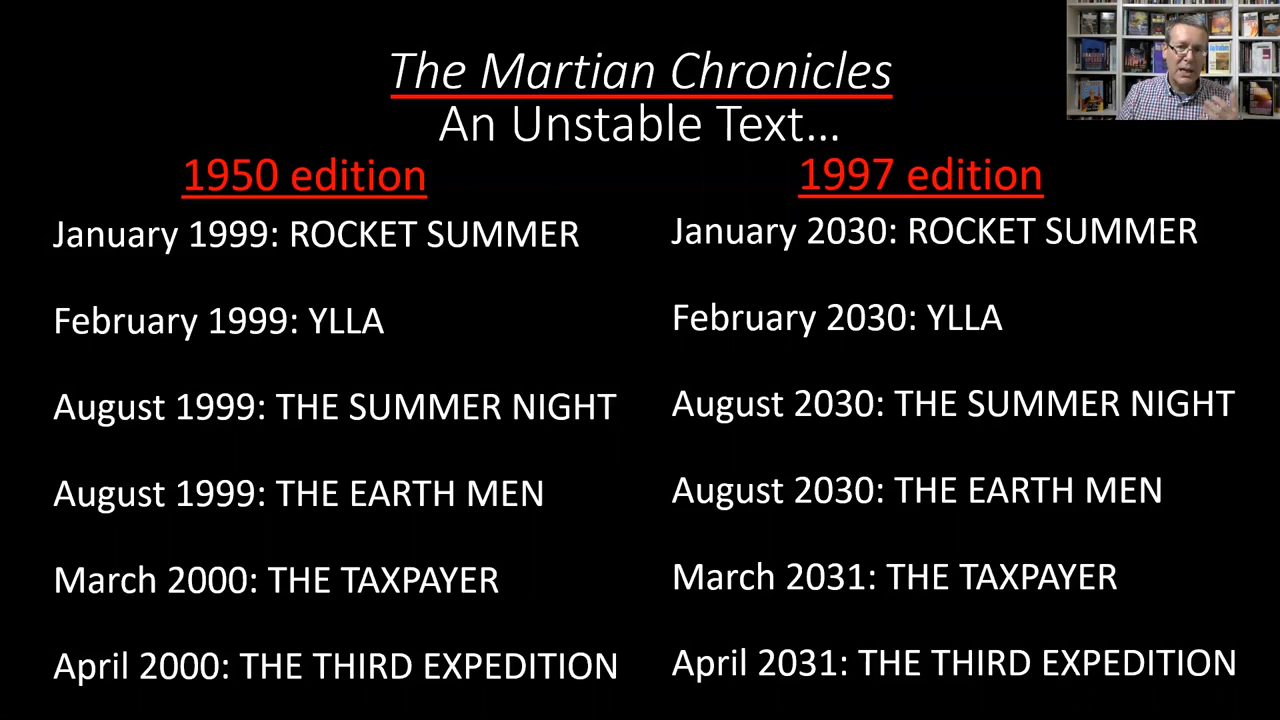 The Martian Chronicles
An Unstable Text...
1950 edition
January 1999: ROCKET SUMMER
February 1999: YLLA
August 1999: THE SUMMER NIGHT
August 1999: THE EARTH MEN
March 2000: THE TAXPAYER
April 2000: THE THIRD EXPEDITION
1997 edition
January 2030: ROCKET SUMMER
February 2030: YLLA
August 2030: THE SUMMER NIGHT
August 2030: THE EARTH MEN
March 2031: THE TAXPAYER
April 2031: THE THIRD EXPEDITION